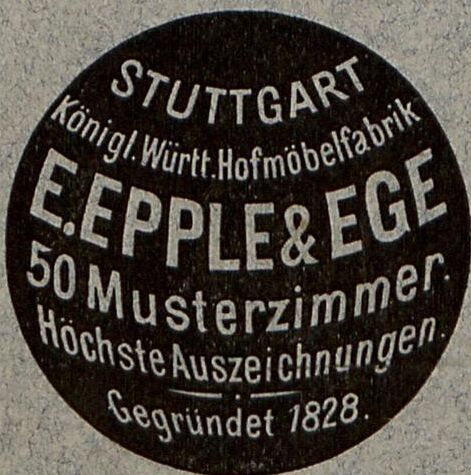 STUTTGART
Königl. Württ. Hofmöbelfabrik
E. EPPLE & EGE
50 Musterzimmer.
Höchste Auszeichnungen.
Gegründet 1828.